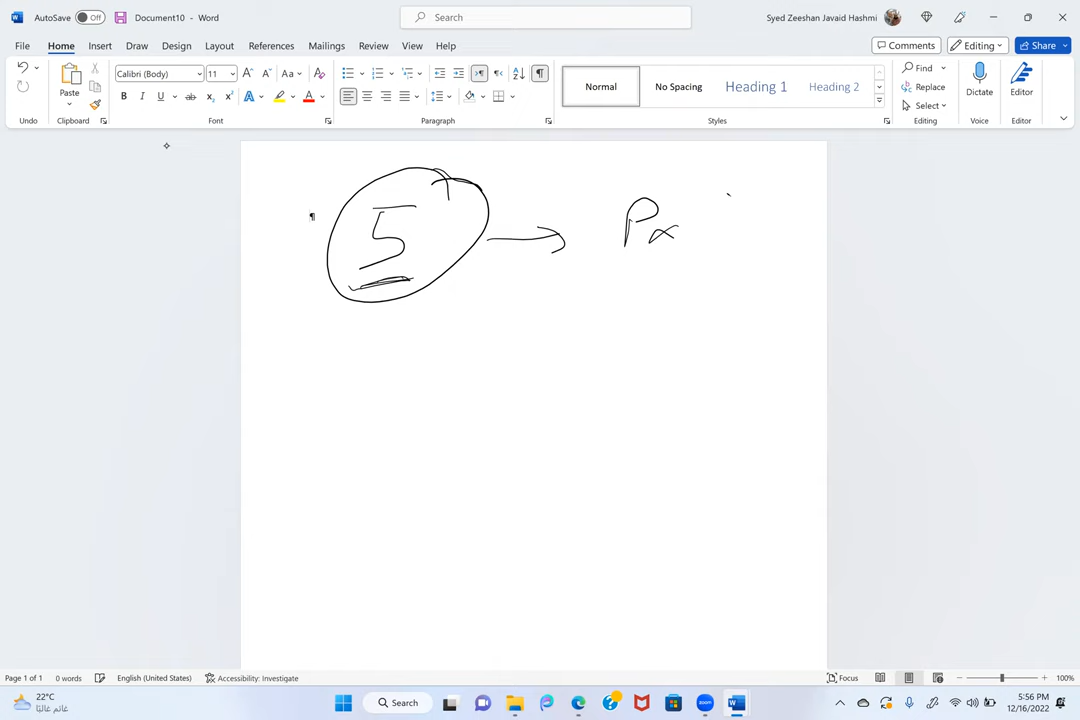 AutoSave Off Document10 - Word Search Syed Zeeshan Javaid Hashmi
File Home Insert Draw Design Layout References Mailings Review View Help Comments Editing Share
Paste Calibri (Body) 11 Aa Normal No Spacing Heading 1 Heading 2 Find Replace Select Dictate Editor
Undo Clipboard Font Paragraph Styles Editing Voice Editor
5 → Px
Page 1 of 1 0 words English (United States) Accessibility: Investigate Focus 100%
22°C
غائم غالبًا
Search
5:56 PM
12/16/2022